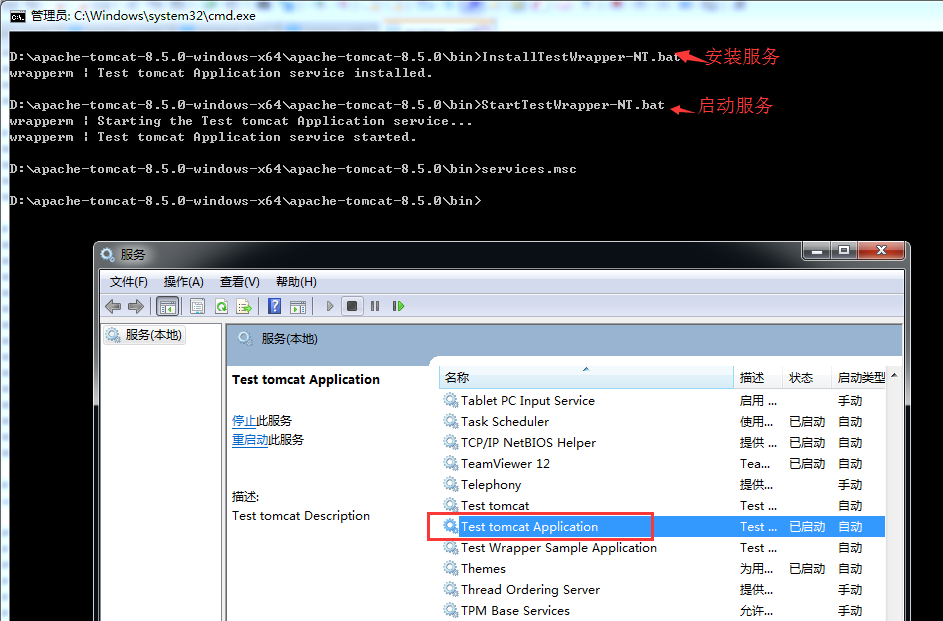 管理员: C:\Windows\system32\cmd.exe
D:\apache-tomcat-8.5.0-windows-x64\apache-tomcat-8.5.0\bin>InstallTestWrapper-NT.bat 安装服务
wrapperm | Test tomcat Application service installed.
D:\apache-tomcat-8.5.0-windows-x64\apache-tomcat-8.5.0\bin>StartTestWrapper-NT.bat 启动服务
wrapperm | Starting the Test tomcat Application service...
wrapperm | Test tomcat Application service started.
D:\apache-tomcat-8.5.0-windows-x64\apache-tomcat-8.5.0\bin>services.msc
D:\apache-tomcat-8.5.0-windows-x64\apache-tomcat-8.5.0\bin>
服务
文件(F) 操作(A) 查看(V) 帮助(H)
服务(本地)
服务(本地)
Test tomcat Application
停止此服务
重启动此服务
描述:
Test tomcat Description
名称 描述 状态 启动类型
Tablet PC Input Service 启用 ... 手动
Task Scheduler 使用... 已启动 自动
TCP/IP NetBIOS Helper 提供 ... 已启动 自动
TeamViewer 12 Tea... 已启动 自动
Telephony 提供... 手动
Test tomcat Test ... 自动
Test tomcat Application Test ... 已启动 自动
Test Wrapper Sample Application Test ... 自动
Themes 为用... 已启动 自动
Thread Ordering Server 提供... 手动
TPM Base Services 允许... 手动